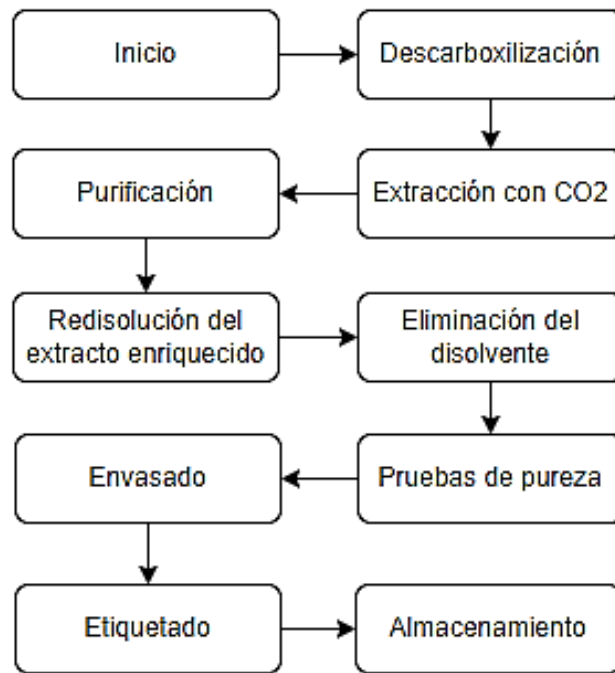 Inicio
Descarboxilización
Extracción con CO2
Purificación
Redisolución del
extracto enriquecido
Eliminación del
disolvente
Pruebas de pureza
Envasado
Etiquetado
Almacenamiento